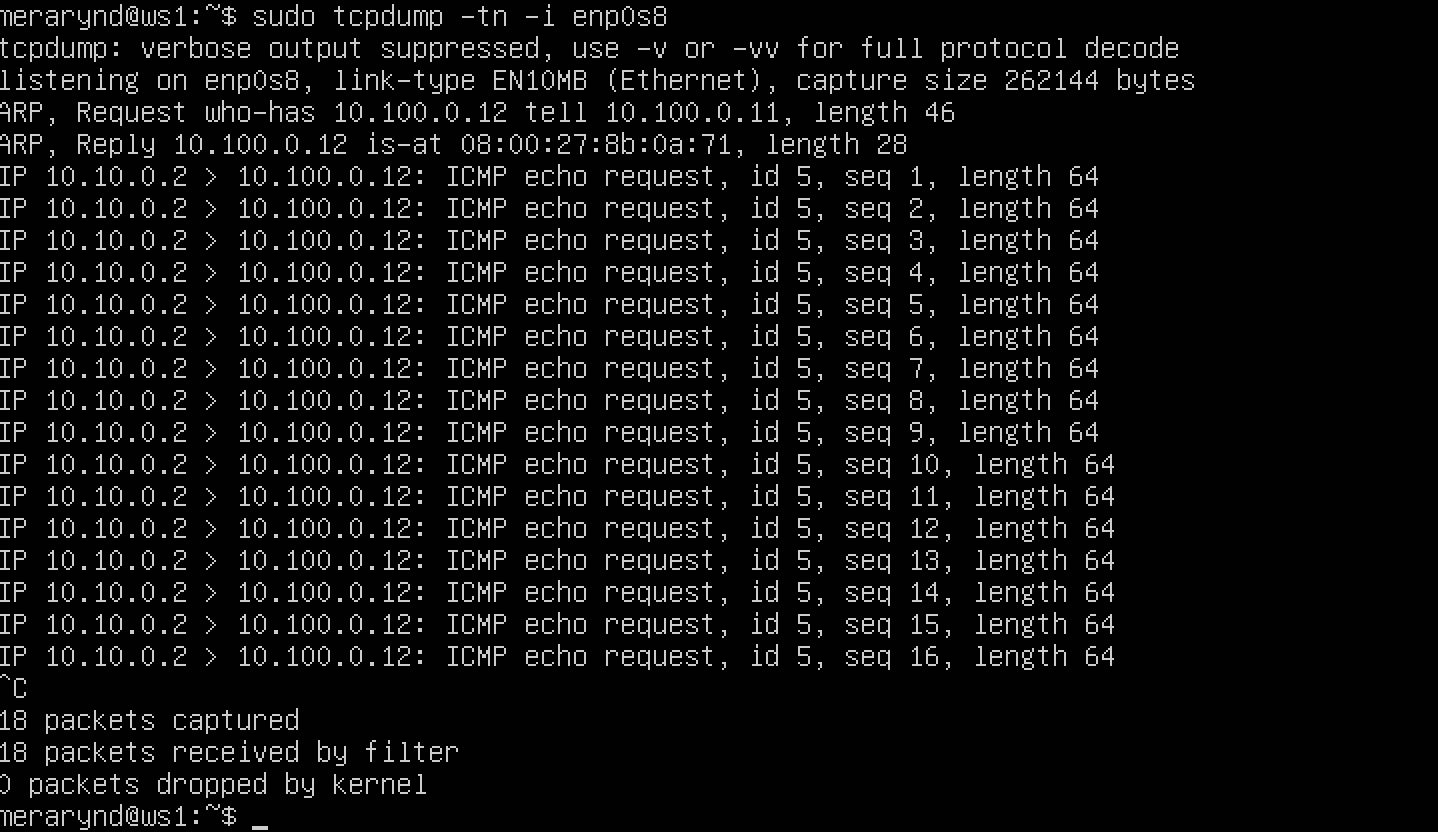 merarynd@ws1:~$ sudo tcpdump -tn -i enp0s8
tcpdump: verbose output suppressed, use -v or -vv for full protocol decode
listening on enp0s8, link-type EN10MB (Ethernet), capture size 262144 bytes
ARP, Request who-has 10.100.0.12 tell 10.100.0.11, length 46
ARP, Reply 10.100.0.12 is-at 08:00:27:8b:0a:71, length 28
IP 10.10.0.2 > 10.100.0.12: ICMP echo request, id 5, seq 1, length 64
IP 10.10.0.2 > 10.100.0.12: ICMP echo request, id 5, seq 2, length 64
IP 10.10.0.2 > 10.100.0.12: ICMP echo request, id 5, seq 3, length 64
IP 10.10.0.2 > 10.100.0.12: ICMP echo request, id 5, seq 4, length 64
IP 10.10.0.2 > 10.100.0.12: ICMP echo request, id 5, seq 5, length 64
IP 10.10.0.2 > 10.100.0.12: ICMP echo request, id 5, seq 6, length 64
IP 10.10.0.2 > 10.100.0.12: ICMP echo request, id 5, seq 7, length 64
IP 10.10.0.2 > 10.100.0.12: ICMP echo request, id 5, seq 8, length 64
IP 10.10.0.2 > 10.100.0.12: ICMP echo request, id 5, seq 9, length 64
IP 10.10.0.2 > 10.100.0.12: ICMP echo request, id 5, seq 10, length 64
IP 10.10.0.2 > 10.100.0.12: ICMP echo request, id 5, seq 11, length 64
IP 10.10.0.2 > 10.100.0.12: ICMP echo request, id 5, seq 12, length 64
IP 10.10.0.2 > 10.100.0.12: ICMP echo request, id 5, seq 13, length 64
IP 10.10.0.2 > 10.100.0.12: ICMP echo request, id 5, seq 14, length 64
IP 10.10.0.2 > 10.100.0.12: ICMP echo request, id 5, seq 15, length 64
IP 10.10.0.2 > 10.100.0.12: ICMP echo request, id 5, seq 16, length 64
^C
18 packets captured
18 packets received by filter
0 packets dropped by kernel
merarynd@ws1:~$ _